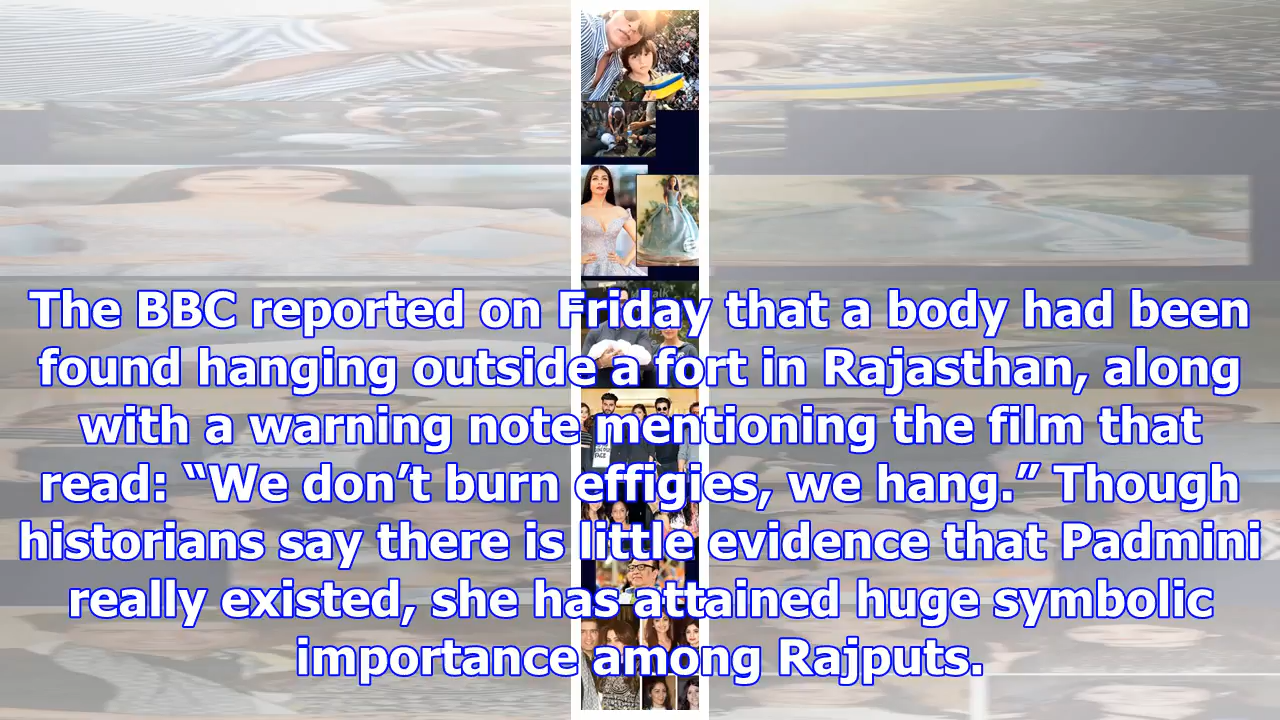 The BBC reported on Friday that a body had been
found hanging outside a fort in Rajasthan, along
with a warning note mentioning the film that
read: “We don’t burn effigies, we hang.” Though
historians say there is little evidence that Padmini
really existed, she has attained huge symbolic
importance among Rajputs.